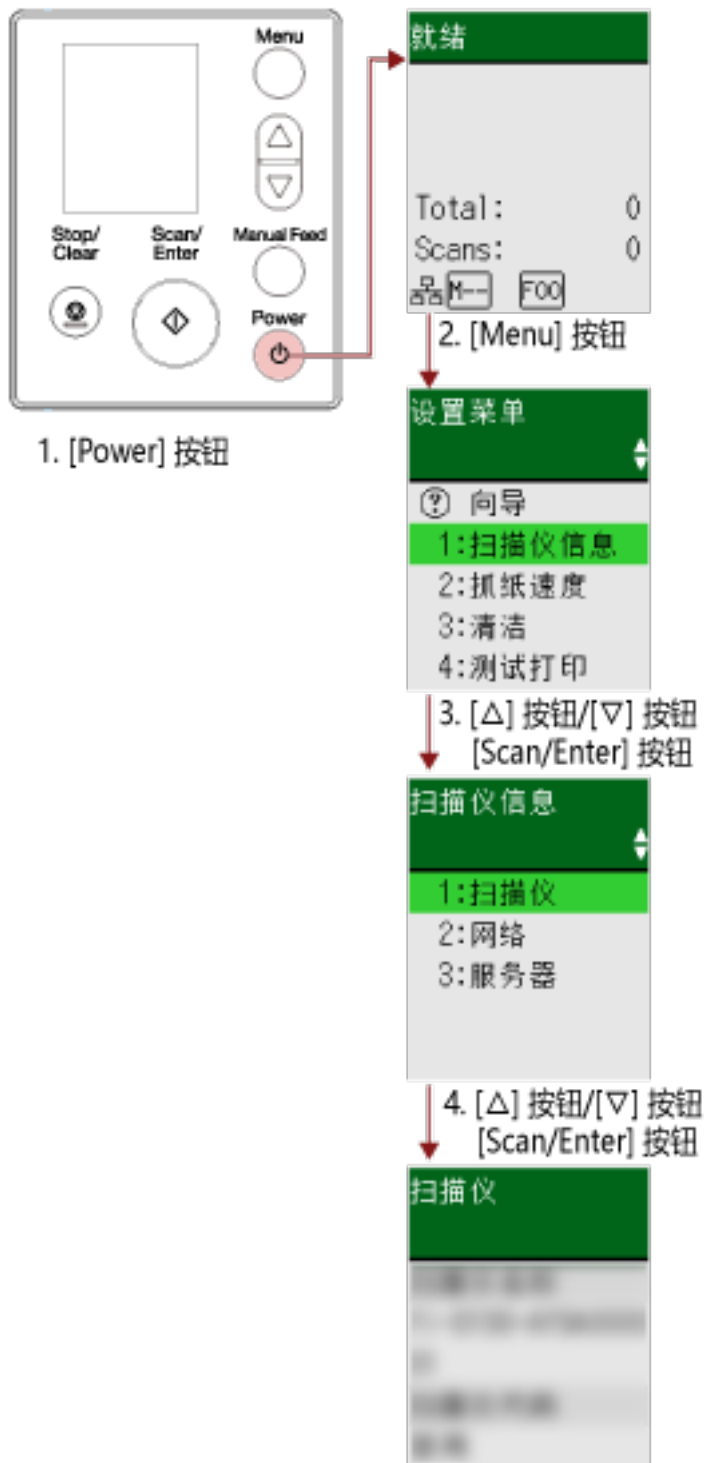 Menu
Stop/
Clear
Scan/
Enter
Manual Feed
Power
1. [Power] 按钮
就绪
Total: 0
Scans: 0
M-- F00
2. [Menu] 按钮
设置菜单
? 向导
1:扫描仪信息
2:抓纸速度
3:清洁
4:测试打印
3. [△] 按钮/[▽] 按钮
[Scan/Enter] 按钮
扫描仪信息
1:扫描仪
2:网络
3:服务器
4. [△] 按钮/[▽] 按钮
[Scan/Enter] 按钮
扫描仪